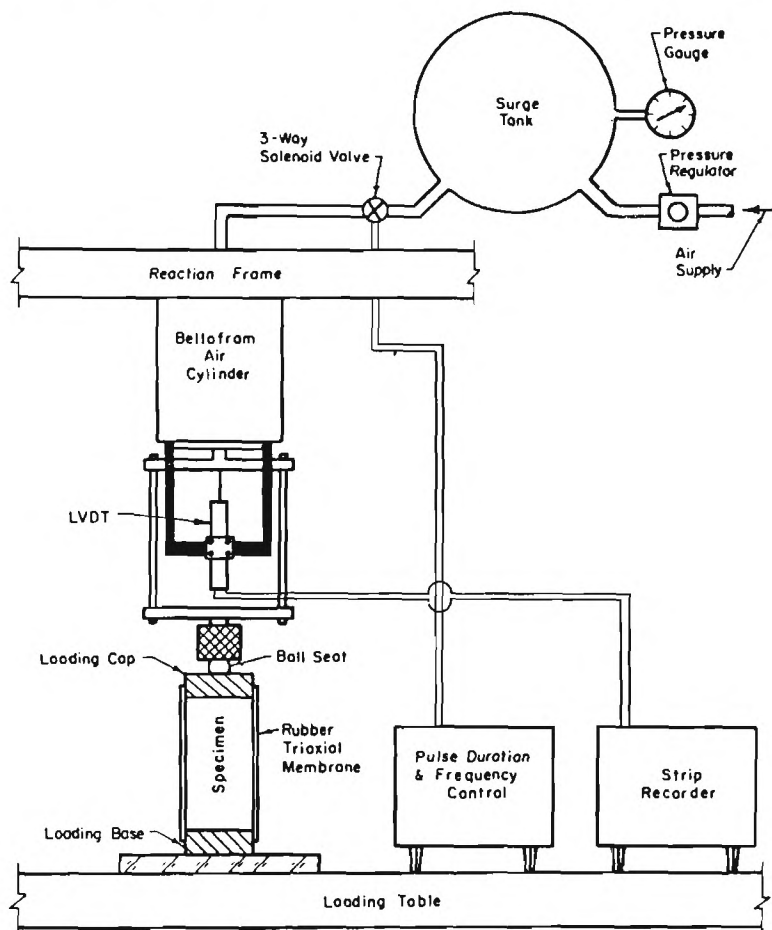 Pressure
Gauge
Surge
Tank
3-Way
Solenoid Valve
Pressure
Regulator
Air
Supply
Reaction Frame
Bellofram
Air
Cylinder
LVDT
Ball Seat
Loading Cap
Specimen
Rubber
Triaxial
Membrane
Pulse Duration
& Frequency
Control
Strip
Recorder
Loading Base
Loading Table